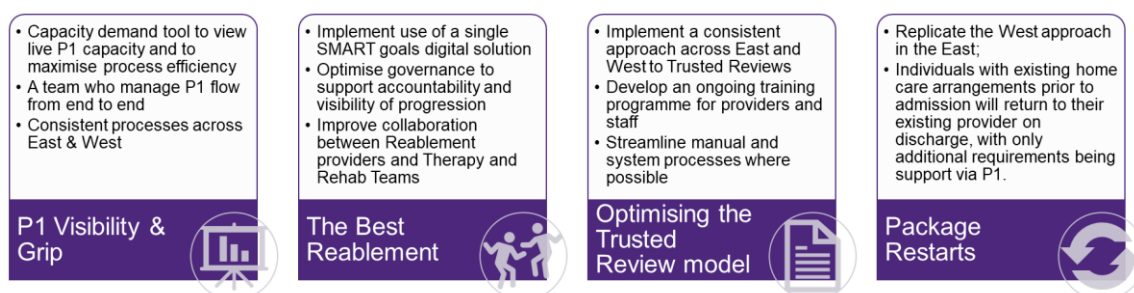 • Capacity demand tool to view
live P1 capacity and to
maximise process efficiency
• A team who manage P1 flow
from end to end
• Consistent processes across
East & West
P1 Visibility &
Grip
• Implement use of a single
SMART goals digital solution
• Optimise governance to
support accountability and
visibility of progression
• Improve collaboration
between Reablement
providers and Therapy and
Rehab Teams
The Best
Reablement
• Implement a consistent
approach across East and
West to Trusted Reviews
• Develop an ongoing training
programme for providers and
staff
• Streamline manual and
system processes where
possible
Optimising the
Trusted
Review model
• Replicate the West approach
in the East;
• Individuals with existing home
care arrangements prior to
admission will return to their
existing provider on
discharge, with only
additional requirements being
support via P1.
Package
Restarts